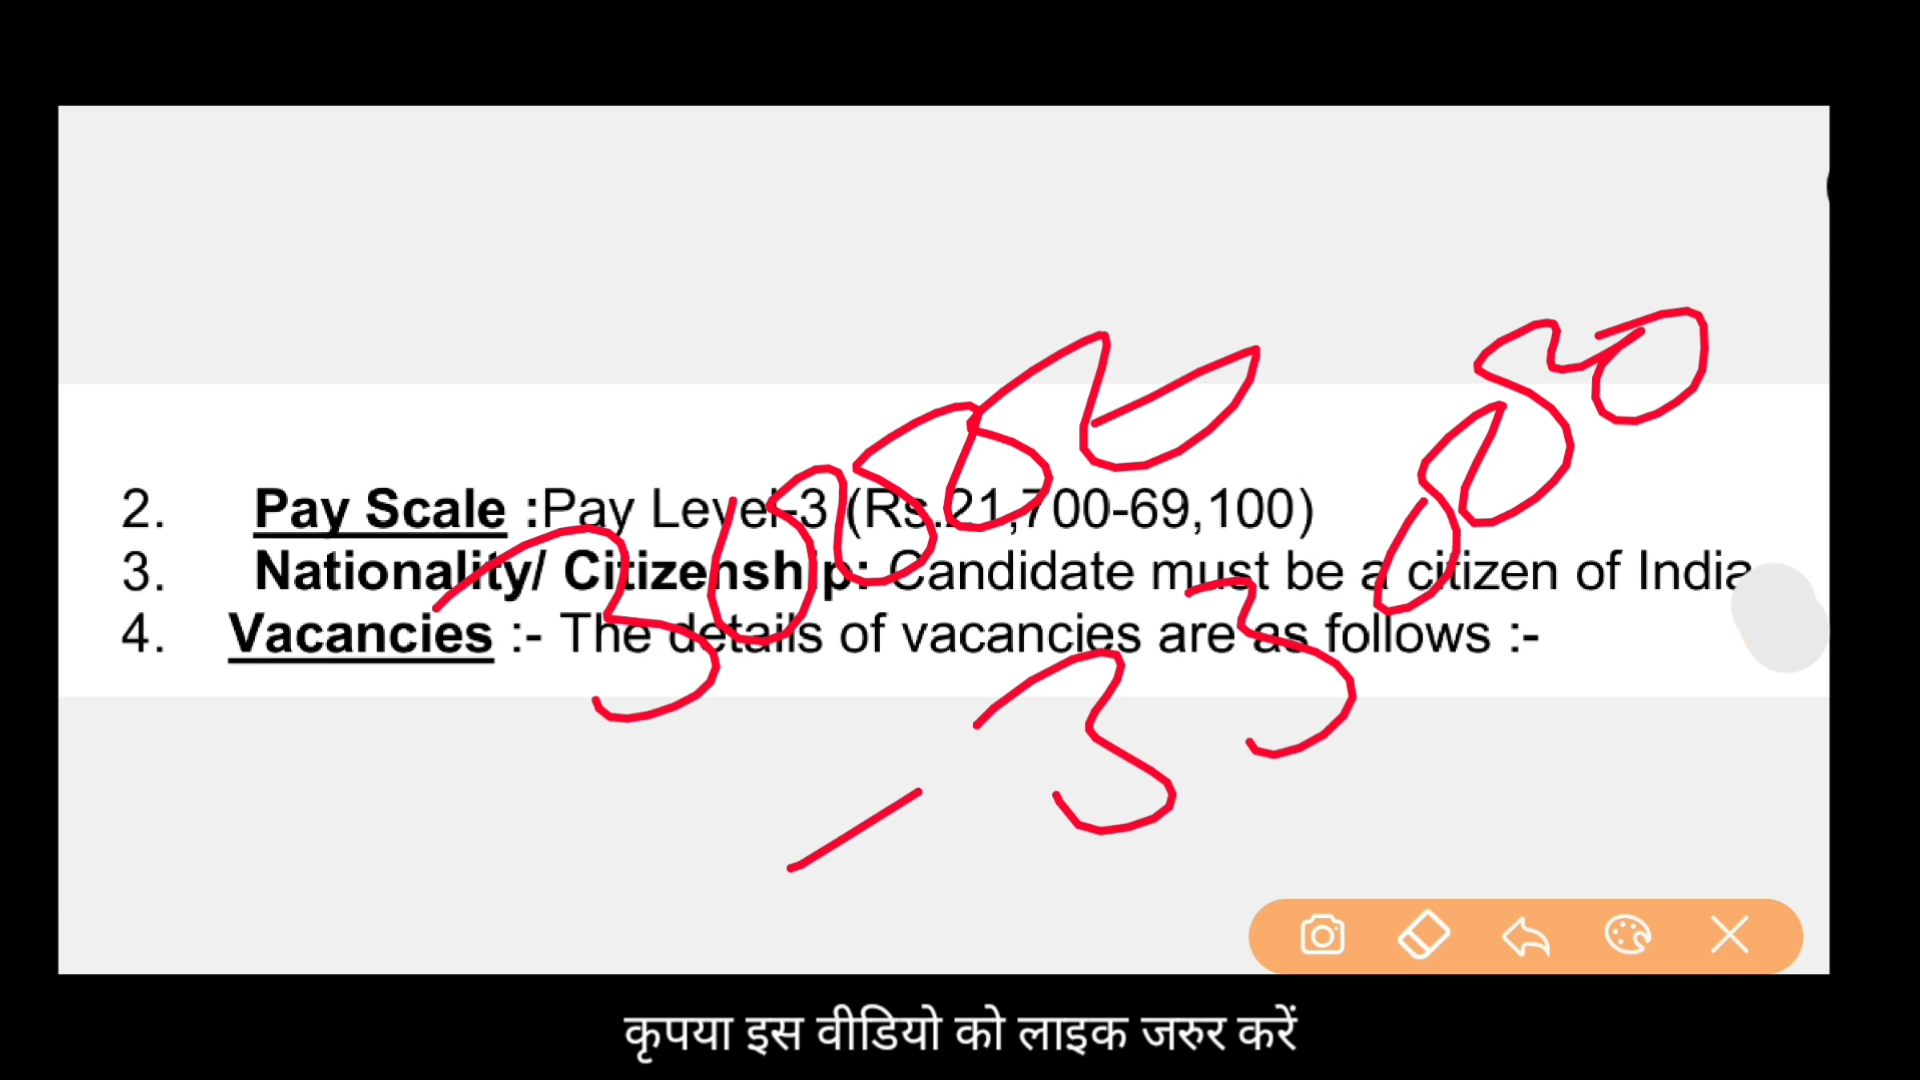 2. Pay Scale :Pay Level-3 (Rs.21,700-69,100)
3. Nationality/ Citizenship: Candidate must be a citizen of India
4. Vacancies :- The details of vacancies are as follows :-
कृपया इस वीडियो को लाइक जरुर करें